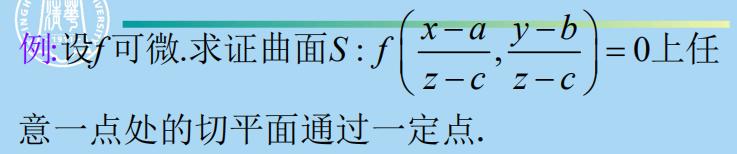 例:设f可微.求证曲面S : f((x−a)/(z−c), (y−b)/(z−c)) = 0上任
意一点处的切平面通过一定点.